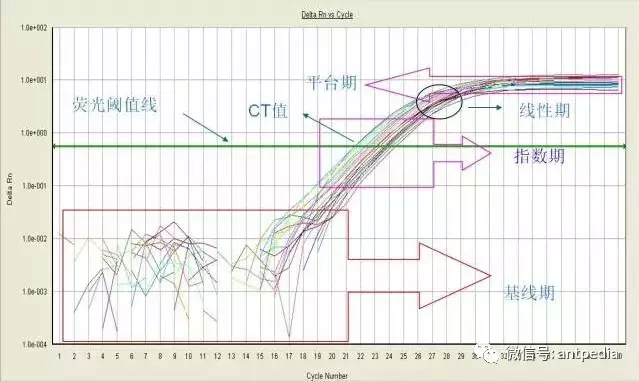 Delta Rn vs Cycle
1.0e+002
1.0e+001
平台期
荧光阈值线
CT值
线性期
1.0e+000
指数期
1.0e-001
Delta Rn
1.0e-002
基线期
1.0e-003
1.0e-004
1 2 3 4 5 6 7 8 9 10 11 12 13 14 15 16 17 18 19 20 21 22 23 24 25 26 27 28 29 30
微信号: antpedia
Cycle Number